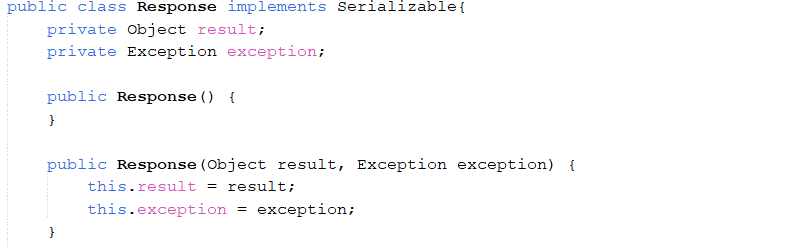 public class Response implements Serializable{
    private Object result;
    private Exception exception;

    public Response() {
    }

    public Response(Object result, Exception exception) {
        this.result = result;
        this.exception = exception;
    }